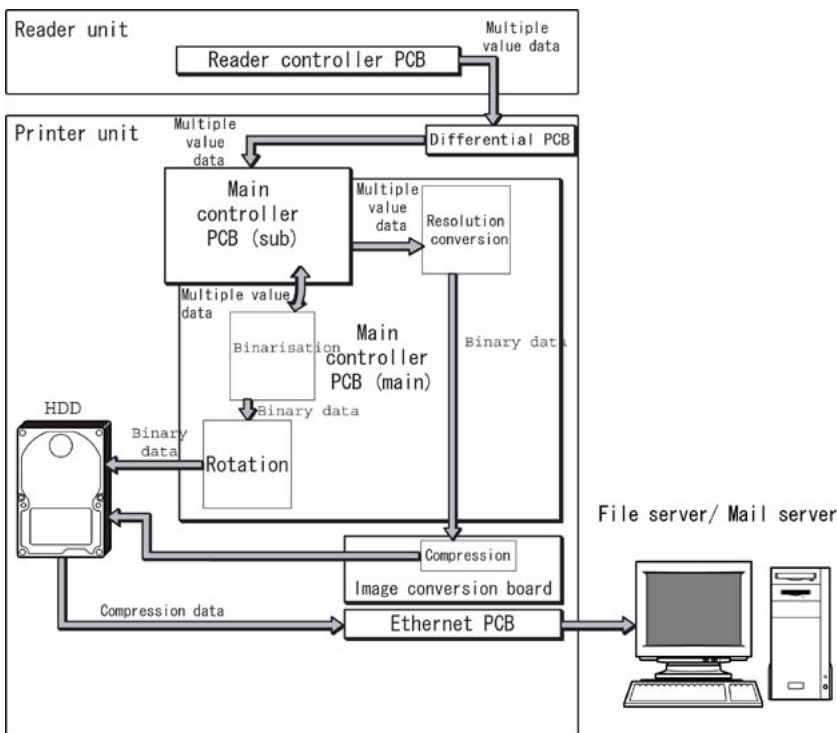 Reader unit
Multiple
value data
Reader controller PCB
Printer unit
Multiple
value
data
Differential PCB
Main
controller
PCB (sub)
Multiple
value
data
Resolution
conversion
Multiple value
data
Binarisation
Main
controller
PCB (main)
Binary data
Binary data
HDD
Binary
data
Rotation
File server/ Mail server
Compression
Image conversion board
Compression data
Ethernet PCB